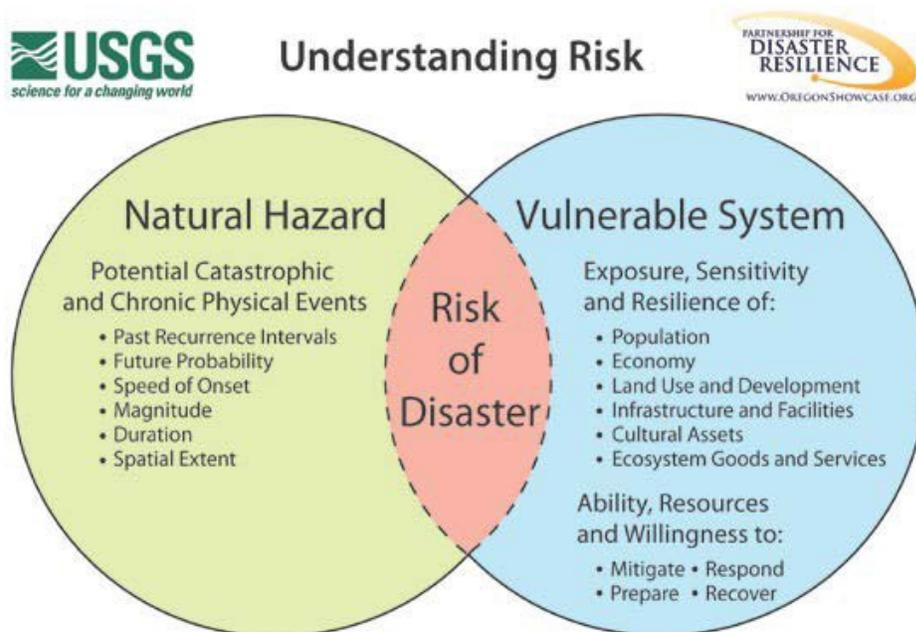 USGS
science for a changing world
Understanding Risk
PARTNERSHIP FOR
DISASTER
RESILIENCE
WWW.OREGONSHOWCASE.ORG
Natural Hazard
Potential Catastrophic
and Chronic Physical Events
• Past Recurrence Intervals
• Future Probability
• Speed of Onset
• Magnitude
• Duration
• Spatial Extent
Risk
of
Disaster
Vulnerable System
Exposure, Sensitivity
and Resilience of:
• Population
• Economy
• Land Use and Development
• Infrastructure and Facilities
• Cultural Assets
• Ecosystem Goods and Services
Ability, Resources
and Willingness to:
• Mitigate • Respond
• Prepare • Recover